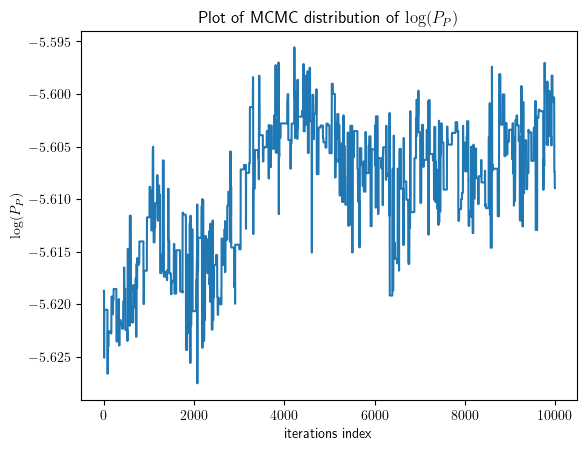 Plot of MCMC distribution of log(P_P)
−5.595
−5.600
−5.605
−5.610
−5.615
−5.620
−5.625
log(P_P)
0 2000 4000 6000 8000 10000
iterations index